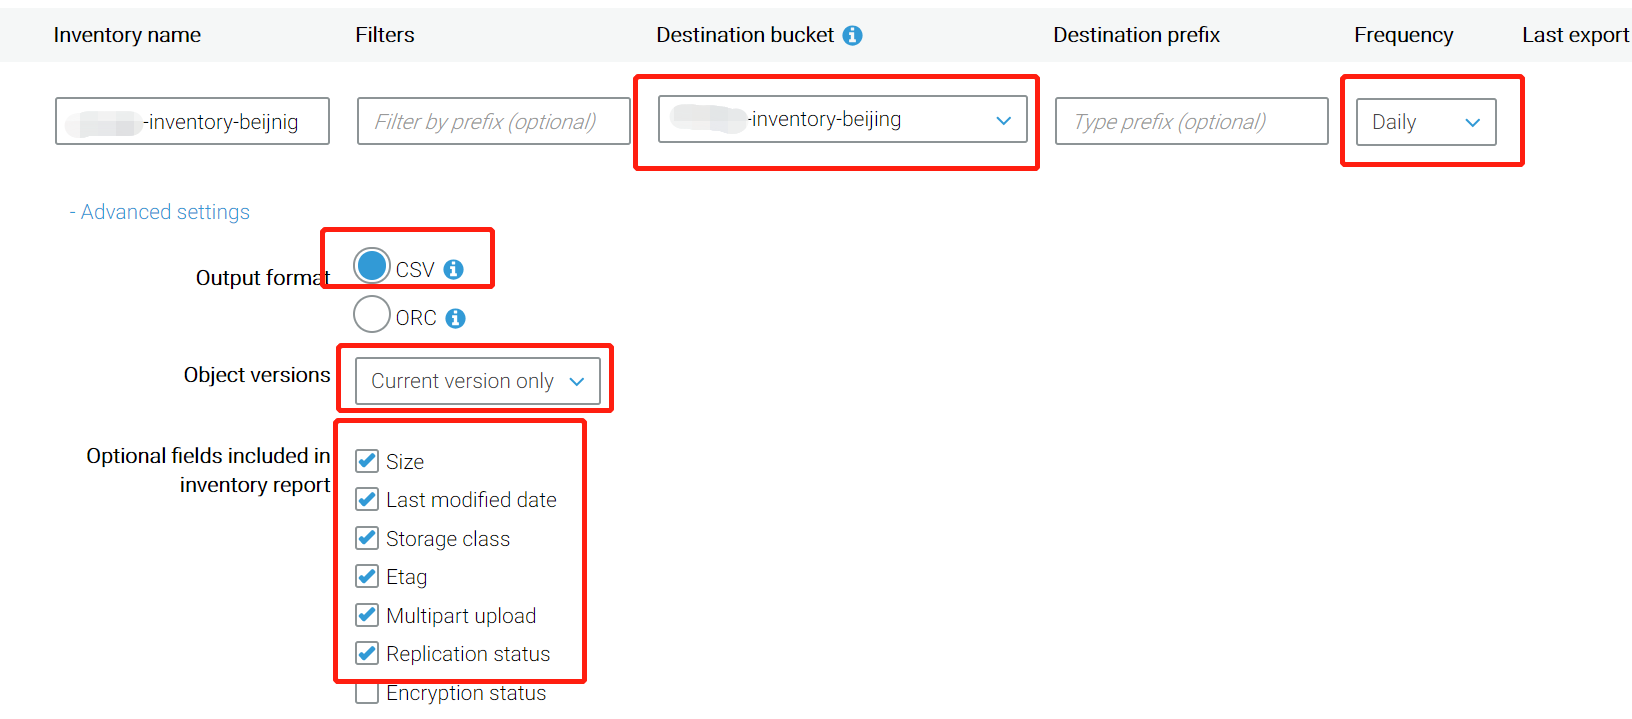 Inventory name Filters Destination bucket Destination prefix Frequency Last export
-inventory-beijnig Filter by prefix (optional) -inventory-beijing Type prefix (optional) Daily
- Advanced settings
Output format CSV
ORC
Object versions Current version only
Optional fields included in
inventory report
Size
Last modified date
Storage class
Etag
Multipart upload
Replication status
Encryption status